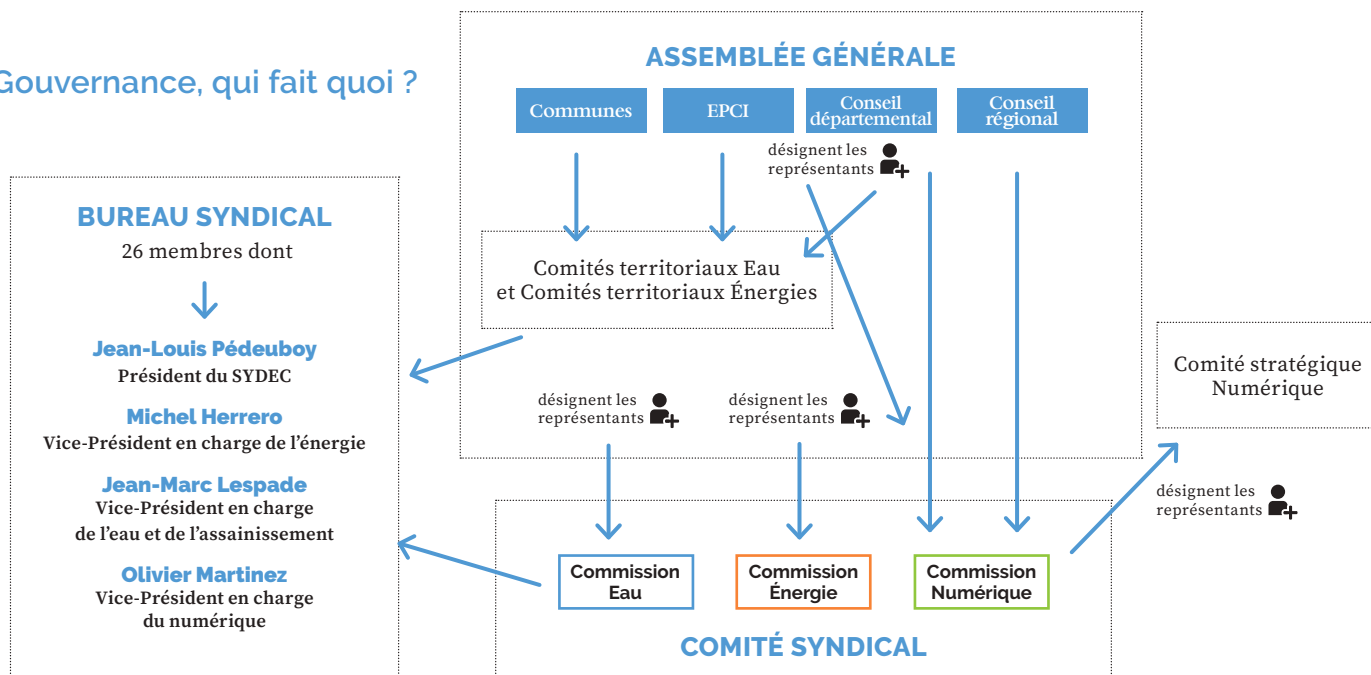 Gouvernance, qui fait quoi ?
ASSEMBLÉE GÉNÉRALE
Communes
EPCI
Conseil
départemental
Conseil
régional
désignent les
représentants
Comités territoriaux Eau
et Comités territoriaux Énergies
désignent les
représentants
désignent les
représentants
BUREAU SYNDICAL
26 membres dont
Jean-Louis Pédeuboy
Président du SYDEC
Michel Herrero
Vice-Président en charge de l’énergie
Jean-Marc Lespade
Vice-Président en charge
de l’eau et de l’assainissement
Olivier Martinez
Vice-Président en charge
du numérique
Comité stratégique
Numérique
désignent les
représentants
Commission
Eau
Commission
Énergie
Commission
Numérique
COMITÉ SYNDICAL